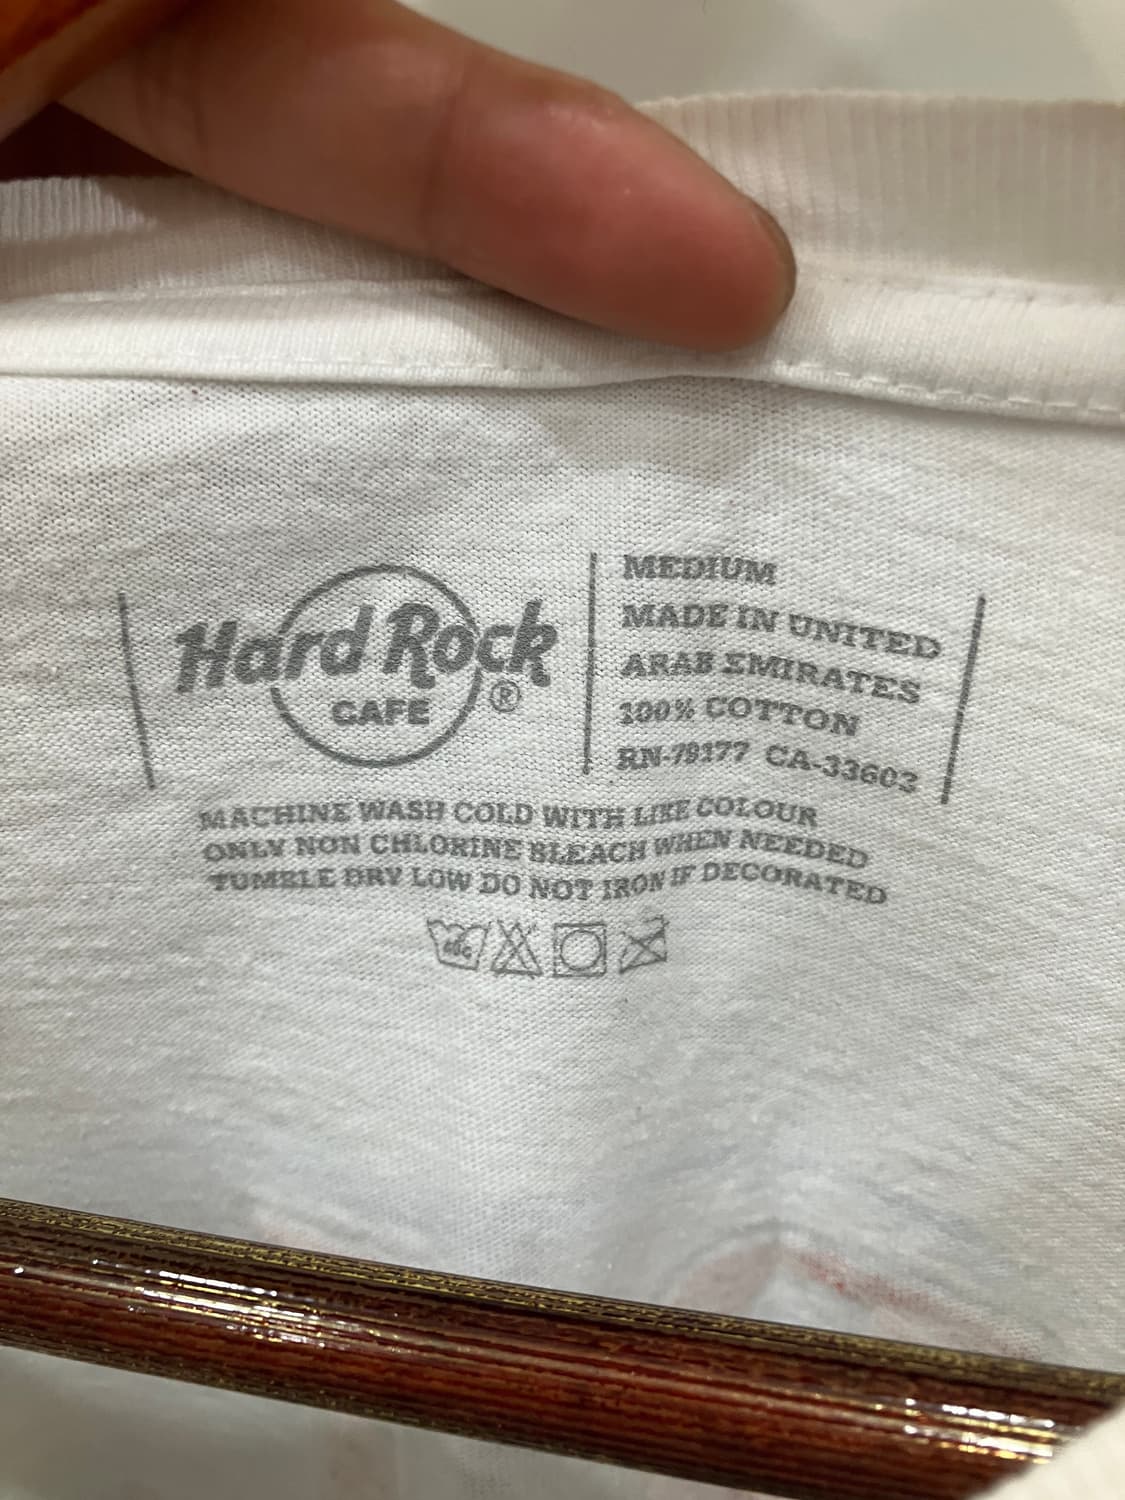 Hard Rock
CAFE
®
MEDIUM
MADE IN UNITED
ARAB EMIRATES
100% COTTON
RN-79177 CA-33603
MACHINE WASH COLD WITH LIKE COLOUR
ONLY NON CHLORINE BLEACH WHEN NEEDED
TUMBLE DRY LOW DO NOT IRON IF DECORATED